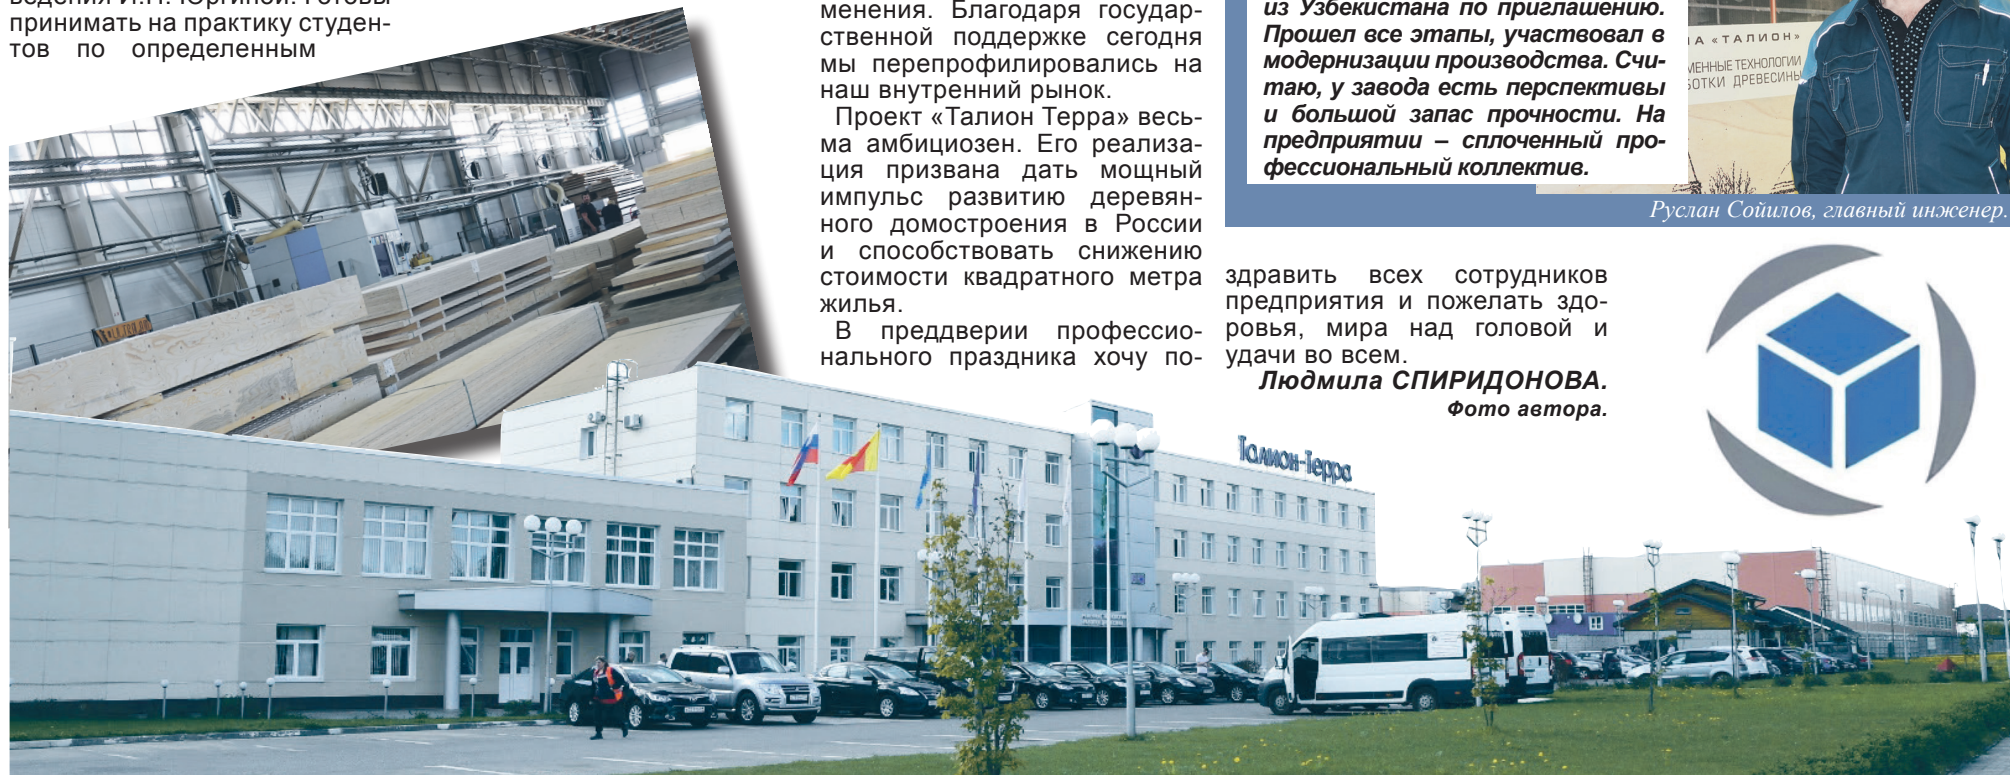 принимать на практику студен-
тов по определенным
менения. Благодаря государ-
ственной поддержке сегодня
мы перепрофилировались на
наш внутренний рынок.
Проект «Талион Терра» весь-
ма амбициозен. Его реализа-
ция призвана дать мощный
импульс развитию деревян-
ного домостроения в России
и способствовать снижению
стоимости квадратного метра
жилья.
В преддверии профессио-
нального праздника хочу по-
здравить всех сотрудников
предприятия и пожелать здо-
ровья, мира над головой и
удачи во всем.
Людмила СПИРИДОНОВА.
Фото автора.
из Узбекистана по приглашению.
Прошел все этапы, участвовал в
модернизации производства. Счи-
таю, у завода есть перспективы
и большой запас прочности. На
предприятии – сплоченный про-
фессиональный коллектив.
«ТАЛИОН»
МЕННЫЕ ТЕХНОЛОГИИ
БОТКИ ДРЕВЕСИНЫ
Руслан Сойилов, главный инженер.
Талион-Терра